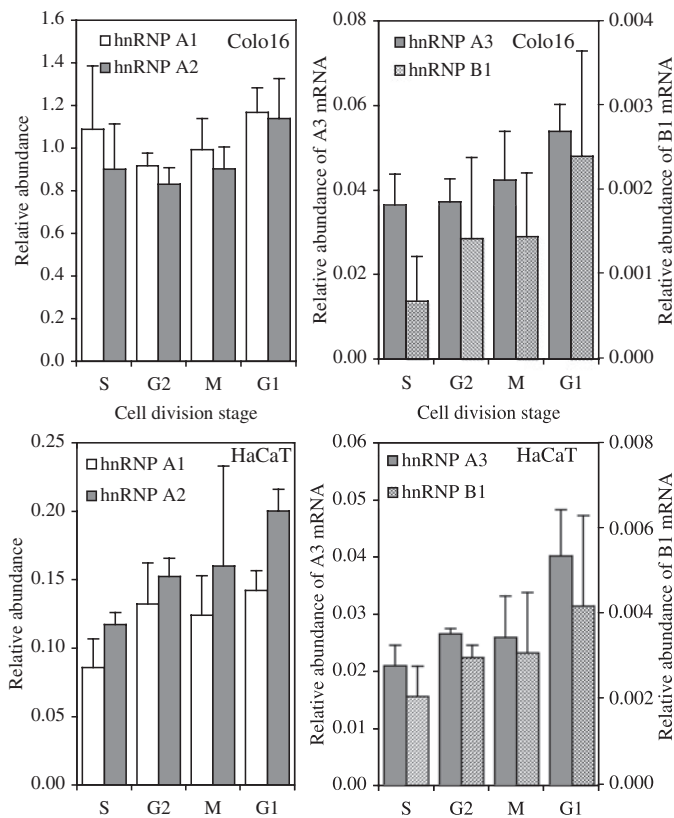 Relative abundance
1.6
1.4
1.2
1.0
0.8
0.6
0.4
0.2
0.0
hnRNP A1
hnRNP A2
Colo16
S G2 M G1
Cell division stage
Relative abundance of A3 mRNA
0.08
0.06
0.04
0.02
0.00
hnRNP A3
hnRNP B1
Colo16
0.004
0.003
0.002
0.001
0.000
Relative abundance of B1 mRNA
S G2 M G1
Cell division stage
Relative abundance
0.25
0.20
0.15
0.10
0.05
0.00
hnRNP A1
hnRNP A2
HaCaT
S G2 M G1
Relative abundance of A3 mRNA
0.06
0.05
0.04
0.03
0.02
0.01
0.00
hnRNP A3
hnRNP B1
HaCaT
0.008
0.006
0.004
0.002
0.000
Relative abundance of B1 mRNA
S G2 M G1